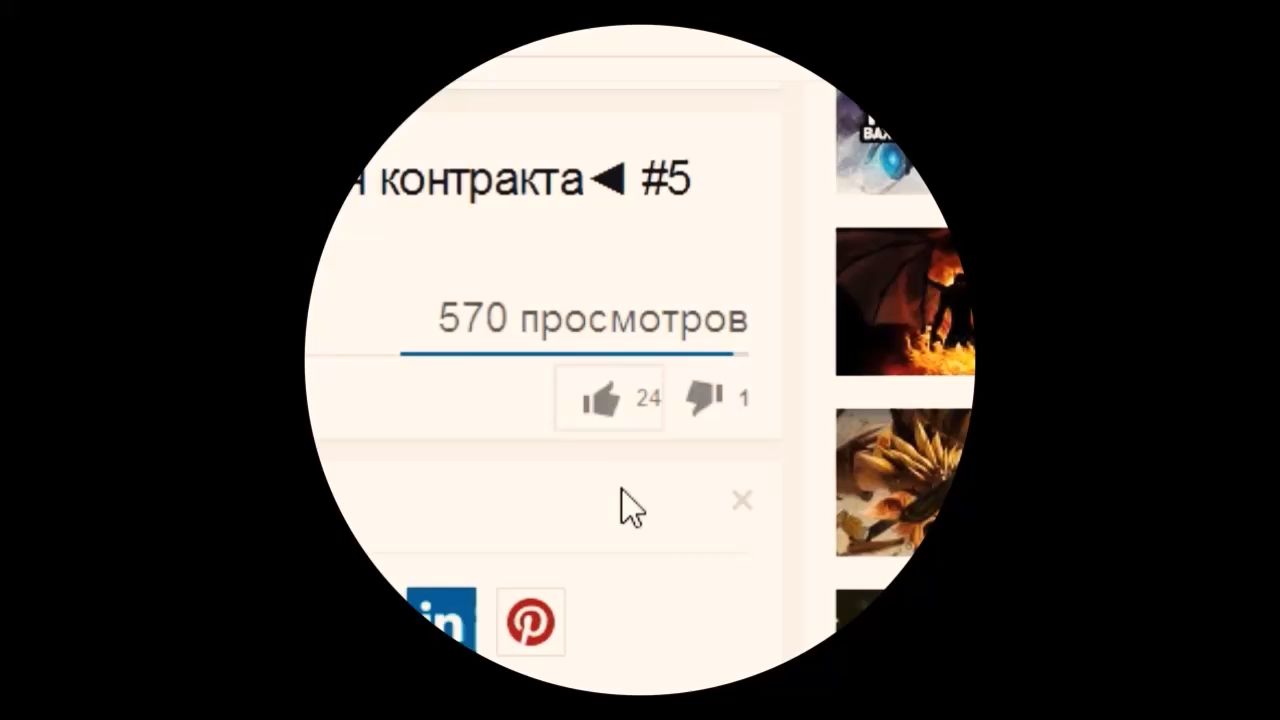 контракта◄ #5
570 просмотров
24 1
in